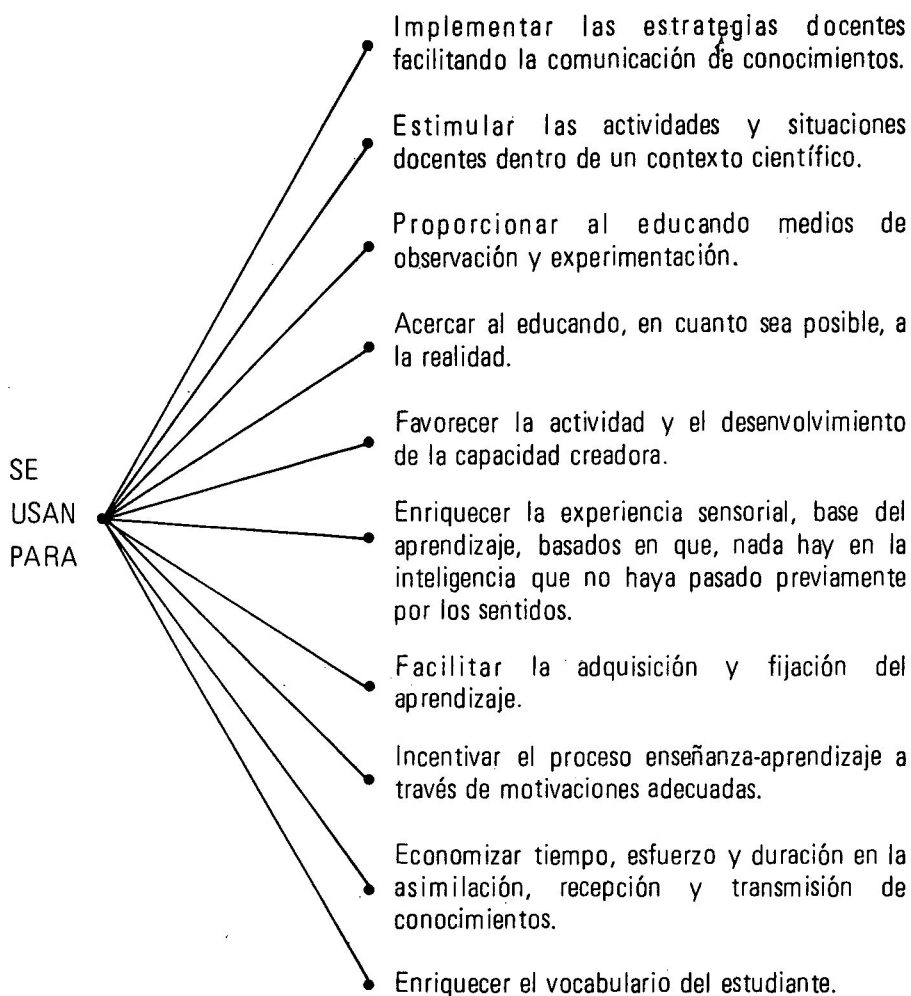 Implementar las estrategias docentes
facilitando la comunicación de conocimientos.
Estimular las actividades y situaciones
docentes dentro de un contexto científico.
Proporcionar al educando medios de
observación y experimentación.
Acercar al educando, en cuanto sea posible, a
la realidad.
Favorecer la actividad y el desenvolvimiento
de la capacidad creadora.
SE
USAN
PARA
Enriquecer la experiencia sensorial, base del
aprendizaje, basados en que, nada hay en la
inteligencia que no haya pasado previamente
por los sentidos.
Facilitar la adquisición y fijación del
aprendizaje.
Incentivar el proceso enseñanza-aprendizaje a
través de motivaciones adecuadas.
Economizar tiempo, esfuerzo y duración en la
asimilación, recepción y transmisión de
conocimientos.
Enriquecer el vocabulario del estudiante.